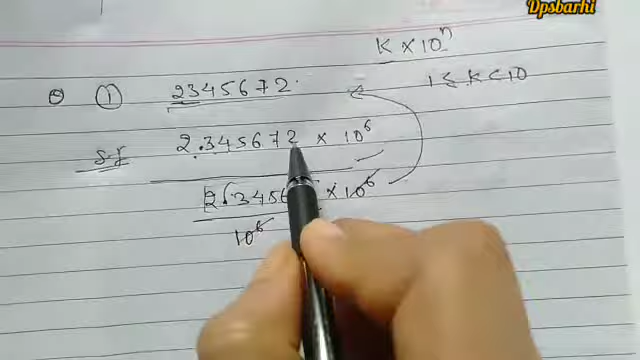 Dpsbarhi
K × 10ⁿ
① 2345672.
1 ≤ K < 10
2.345672 × 10⁶
× 10⁶
10⁶